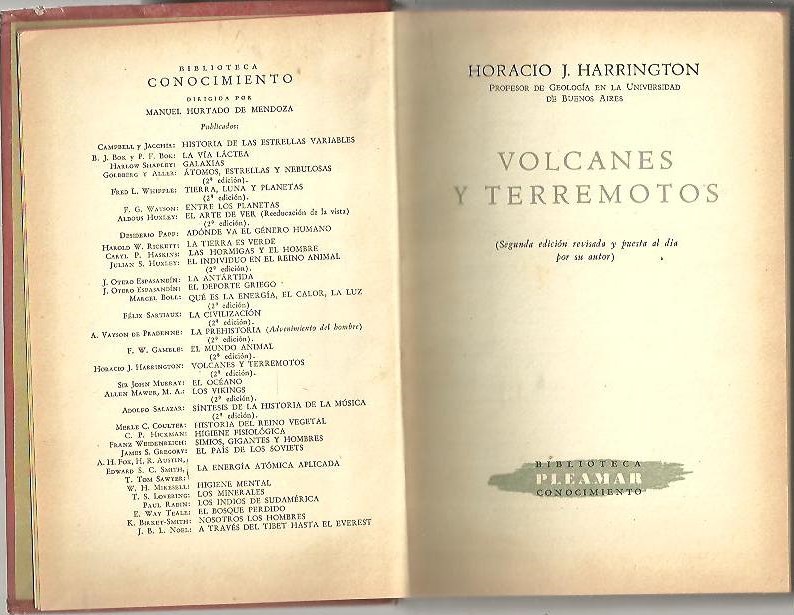 BIBLIOTECA
CONOCIMIENTO
DIRIGIDA POR
MANUEL HURTADO DE MENDOZA
Publicados:
CAMPBELL Y JACCHIA: HISTORIA DE LAS ESTRELLAS VARIABLES
B. J. BOK Y P. F. BOK: LA VÍA LÁCTEA
HARLOW SHAPLEY: GALAXIAS
GOLDBERG Y ALLER: ÁTOMOS, ESTRELLAS Y NEBULOSAS
(2ª edición).
FRED L. WHIPPLE: TIERRA, LUNA Y PLANETAS
(2ª edición).
F. G. WATSON: ENTRE LOS PLANETAS
ALDOUS HUXLEY: EL ARTE DE VER (Reeducación de la vista)
(2ª edición).
DESIDERIO PAPP: ADÓNDE VA EL GÉNERO HUMANO
HAROLD W. RICKETT: LA TIERRA ES VERDE
CARYL P. HASKINS: LAS HORMIGAS Y EL HOMBRE
JULIAN S. HUXLEY: EL INDIVIDUO EN EL REINO ANIMAL
(2ª edición).
J. OTERO ESPASANDÍN: LA ANTÁRTIDA
J. OTERO ESPASANDÍN: EL DEPORTE GRIEGO
MARCEL BOLL: QUÉ ES LA ENERGÍA, EL CALOR, LA LUZ
(2ª edición)
FÉLIX SARTIAUX: LA CIVILIZACIÓN
(2ª edición).
A. VAYSON DE PRADENNE: LA PREHISTORIA (Advenimiento del hombre)
(2ª edición).
F. W. GAMBLE: EL MUNDO ANIMAL
(2ª edición).
HORACIO J. HARRINGTON: VOLCANES Y TERREMOTOS
(2ª edición).
SIR JOHN MURRAY: EL OCÉANO
ALLEN MAWER, M. A.: LOS VIKINGS
(2ª edición).
ADOLFO SALAZAR: SÍNTESIS DE LA HISTORIA DE LA MÚSICA
(2ª edición).
MERLE C. COULTER: HISTORIA DEL REINO VEGETAL
C. P. HICKMAN: HIGIENE FISIOLÓGICA
FRANZ WEIDENREICH: SIMIOS, GIGANTES Y HOMBRES
JAMES S. GREGORY: EL PAÍS DE LOS SOVIETS
A. H. FOX, H. R. AUSTIN,
EDWARD S. C. SMITH, LA ENERGÍA ATÓMICA APLICADA
T. TOM SAWYER:
W. H. MIKESELL: HIGIENE MENTAL
T. S. LOVERING: LOS MINERALES
PAUL RADIN: LOS INDIOS DE SUDAMÉRICA
E. WAY TEALE: EL BOSQUE PERDIDO
K. BIRKET-SMITH: NOSOTROS LOS HOMBRES
J. B. L. NOEL: A TRAVÉS DEL TIBET HASTA EL EVEREST
HORACIO J. HARRINGTON
PROFESOR DE GEOLOGÍA EN LA UNIVERSIDAD
DE BUENOS AIRES
VOLCANES
Y TERREMOTOS
(Segunda edición revisada y puesta al día
por su autor)
BIBLIOTECA
PLEAMAR
CONOCIMIENTO